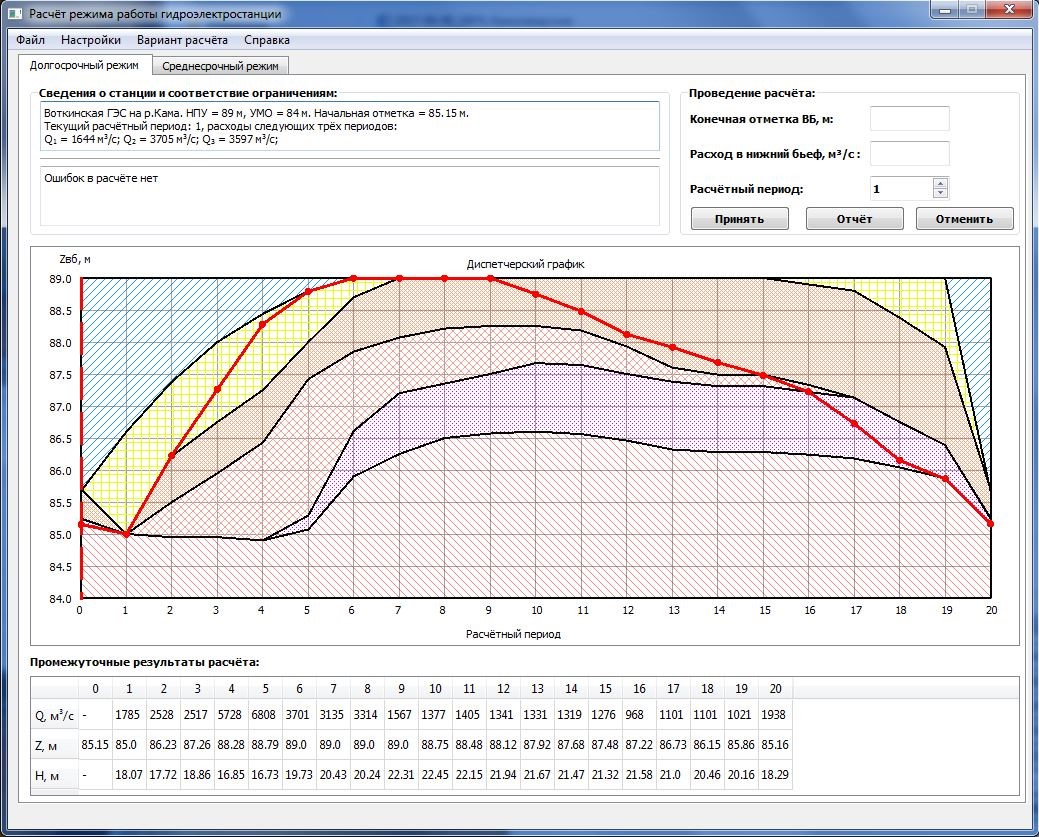 Расчёт режима работы гидроэлектростанции
Файл Настройки Вариант расчёта Справка
Долгосрочный режим Среднесрочный режим
Сведения о станции и соответствие ограничениям:
Воткинская ГЭС на р.Кама. НПУ = 89 м, УМО = 84 м. Начальная отметка = 85.15 м.
Текущий расчётный период: 1, расходы следующих трёх периодов:
Q₁ = 1644 м³/с; Q₂ = 3705 м³/с; Q₃ = 3597 м³/с;
Ошибок в расчёте нет
Проведение расчёта:
Конечная отметка ВБ, м:
Расход в нижний бьеф, м³/с :
Расчётный период: 1
Принять Отчёт Отменить
Zвб, м
Диспетчерский график
89.0
88.5
88.0
87.5
87.0
86.5
86.0
85.5
85.0
84.5
84.0
0 1 2 3 4 5 6 7 8 9 10 11 12 13 14 15 16 17 18 19 20
Расчётный период
Промежуточные результаты расчёта:
0 1 2 3 4 5 6 7 8 9 10 11 12 13 14 15 16 17 18 19 20
Q, м³/с - 1785 2528 2517 5728 6808 3701 3135 3314 1567 1377 1405 1341 1331 1319 1276 968 1101 1101 1021 1938
Z, м 85.15 85.0 86.23 87.26 88.28 88.79 89.0 89.0 89.0 89.0 88.75 88.48 88.12 87.92 87.68 87.48 87.22 86.73 86.15 85.86 85.16
H, м - 18.07 17.72 18.86 16.85 16.73 19.73 20.43 20.24 22.31 22.45 22.15 21.94 21.67 21.47 21.32 21.58 21.0 20.46 20.16 18.29